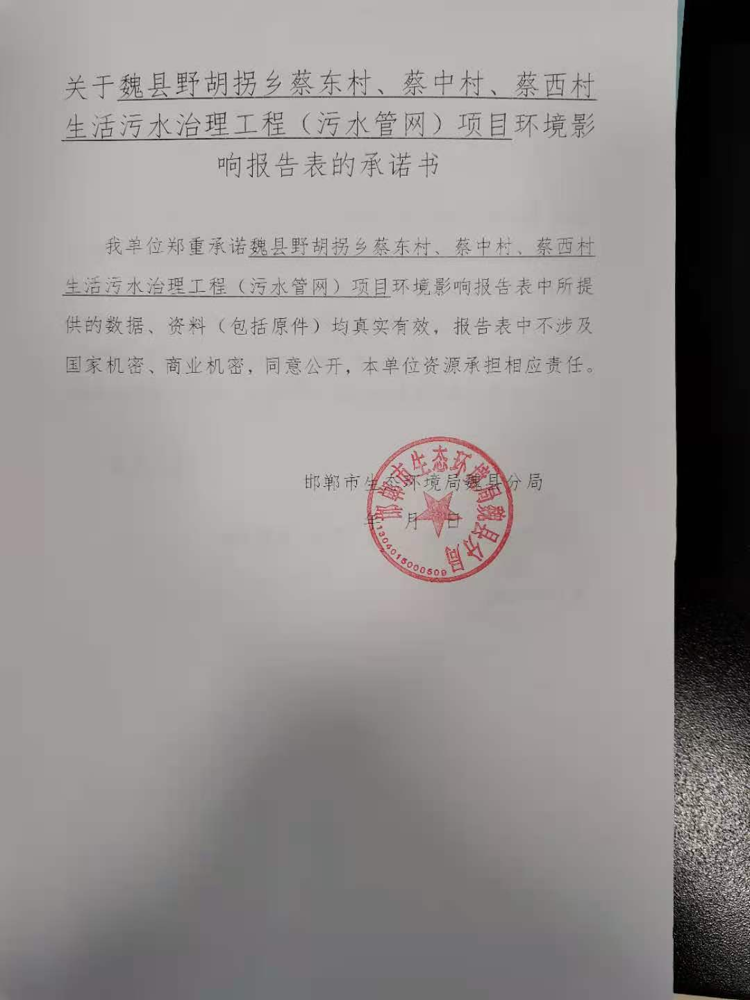 关于魏县野胡拐乡蔡东村、蔡中村、蔡西村
生活污水治理工程（污水管网）项目环境影
响报告表的承诺书
我单位郑重承诺魏县野胡拐乡蔡东村、蔡中村、蔡西村
生活污水治理工程（污水管网）项目环境影响报告表中所提
供的数据、资料（包括原件）均真实有效，报告表中不涉及
国家机密、商业机密，同意公开，本单位资源承担相应责任。
邯郸市生态环境局魏县分局
年 月 日
邯郸市生态环境局魏县分局
1304015000509